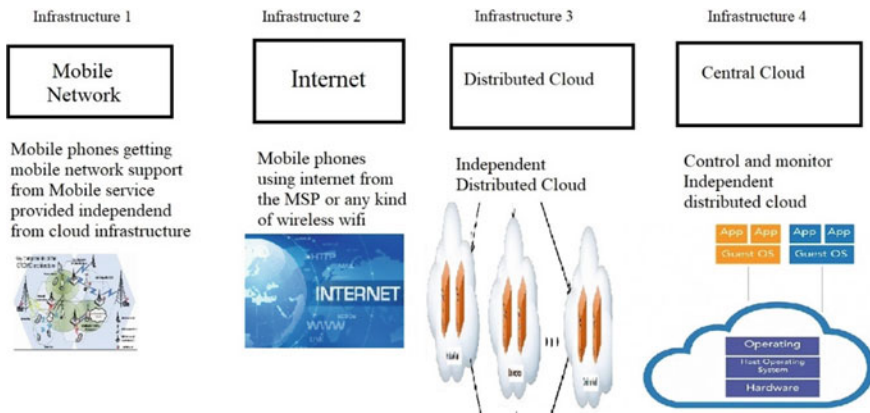 Infrastructure 1
Infrastructure 2
Infrastructure 3
Infrastructure 4
Mobile
Network
Internet
Distributed Cloud
Central Cloud
Mobile phones getting
mobile network support
from Mobile service
provided independend
from cloud infrastructure
Mobile phones
using internet from
the MSP or any kind
of wireless wifi
HTTP
INTERNET
WWW
Independent
Distributed Cloud
Control and monitor
Independent
distributed cloud
App App App App
Guest OS Guest OS
Operating
Host Operating
System
Hardware